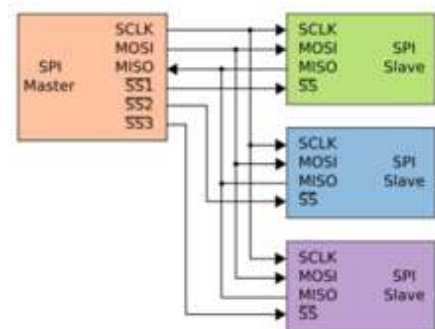 SCLK
MOSI
MISO
SS1
SS2
SS3
SPI
Master
SCLK
MOSI
MISO
SS
SPI
Slave
SCLK
MOSI
MISO
SS
SPI
Slave
SCLK
MOSI
MISO
SS
SPI
Slave